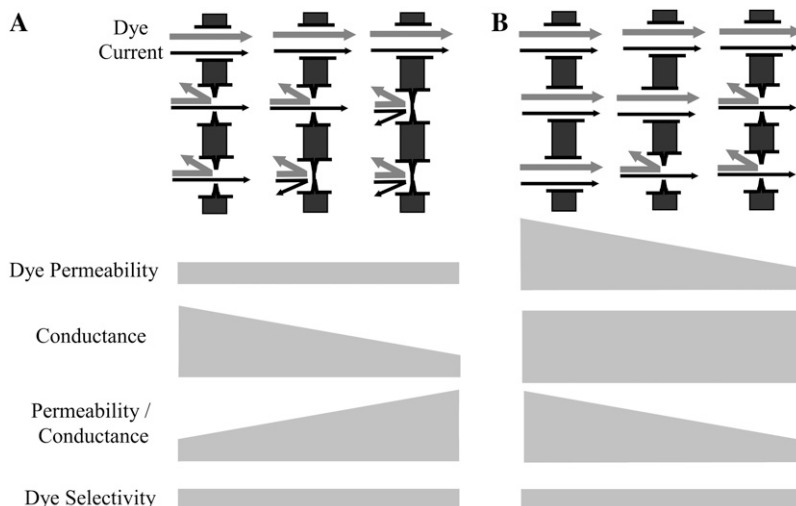 A
B
Dye
Current
Dye Permeability
Conductance
Permeability /
Conductance
Dye Selectivity